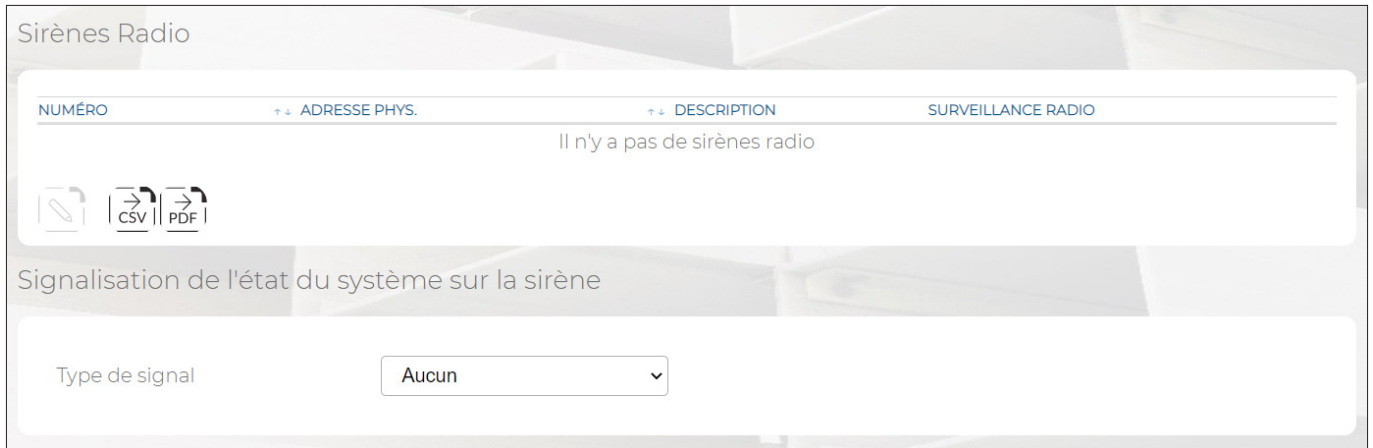 Sirènes Radio
NUMÉRO ↑↓ ADRESSE PHYS. ↑↓ DESCRIPTION SURVEILLANCE RADIO
Il n'y a pas de sirènes radio
CSV PDF
Signalisation de l'état du système sur la sirène
Type de signal Aucun